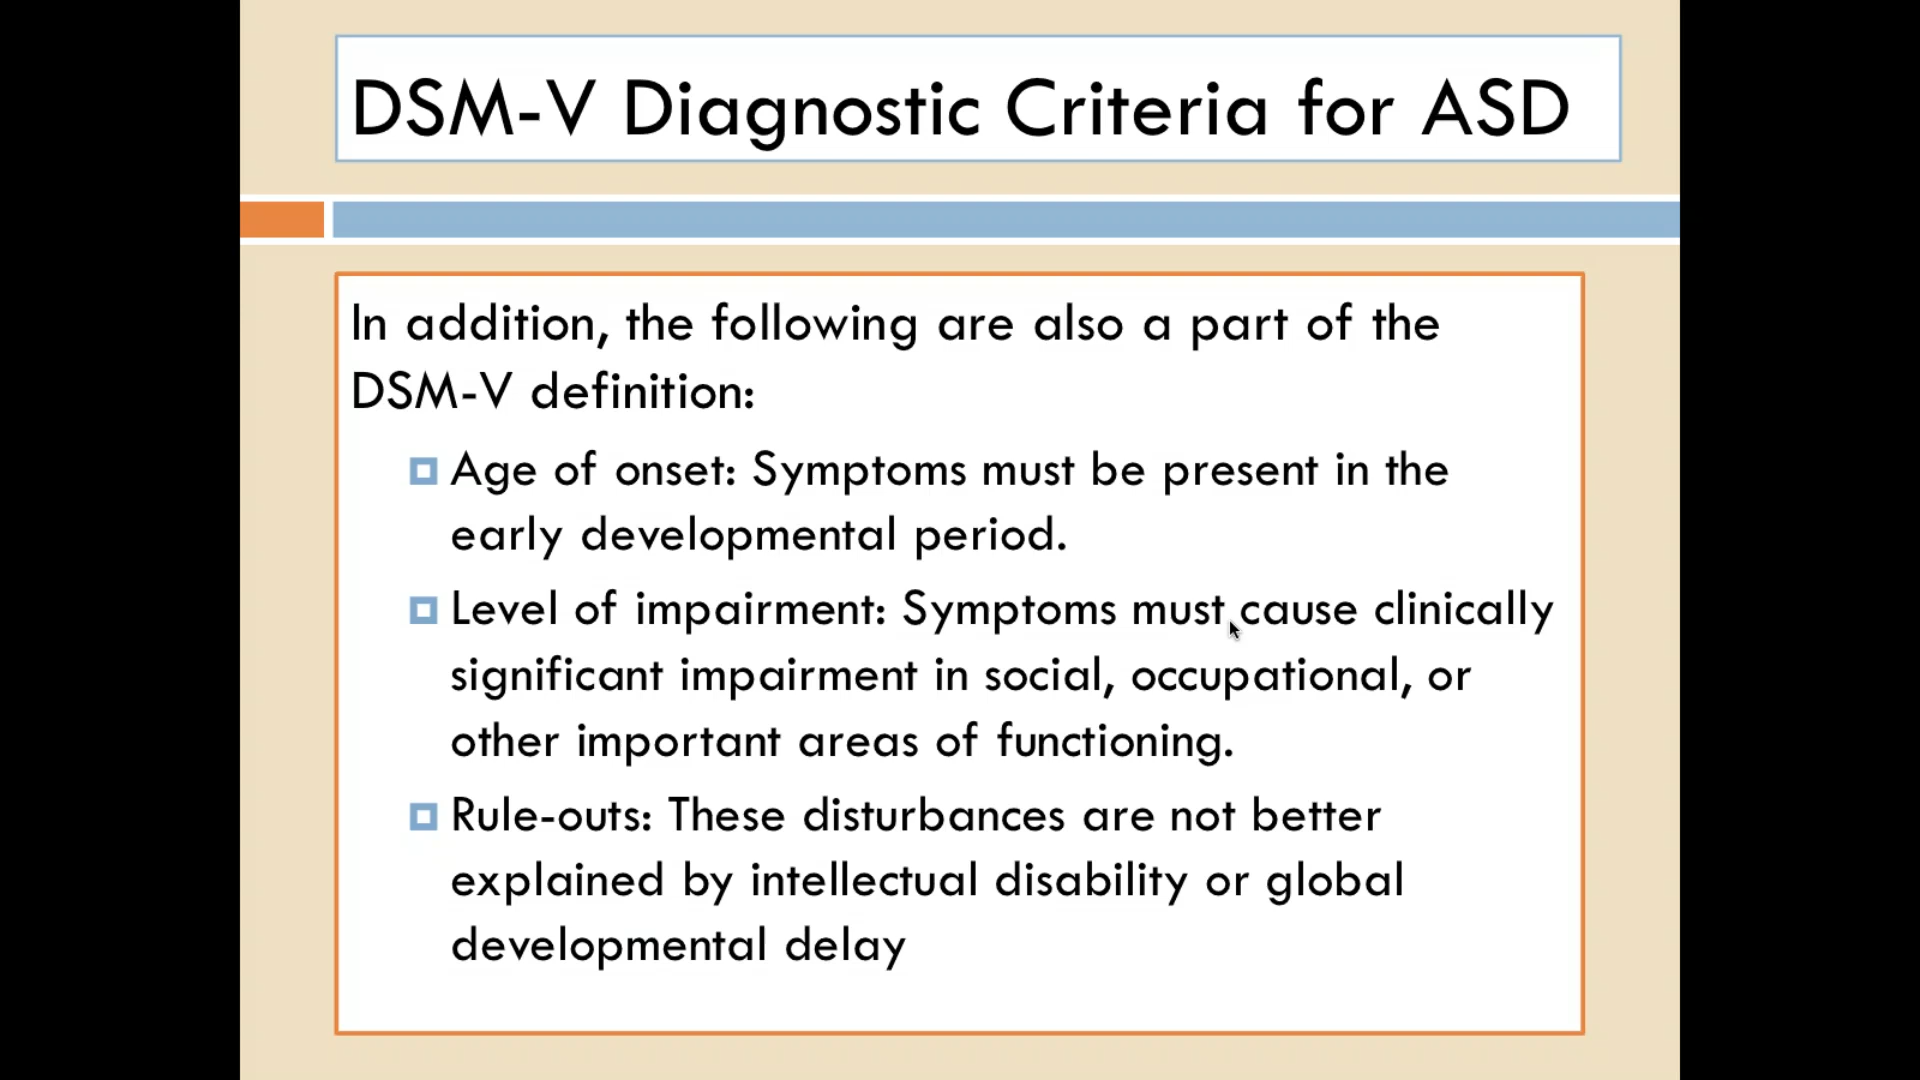 DSM-V Diagnostic Criteria for ASD
In addition, the following are also a part of the
DSM-V definition:
Age of onset: Symptoms must be present in the
early developmental period.
Level of impairment: Symptoms must cause clinically
significant impairment in social, occupational, or
other important areas of functioning.
Rule-outs: These disturbances are not better
explained by intellectual disability or global
developmental delay